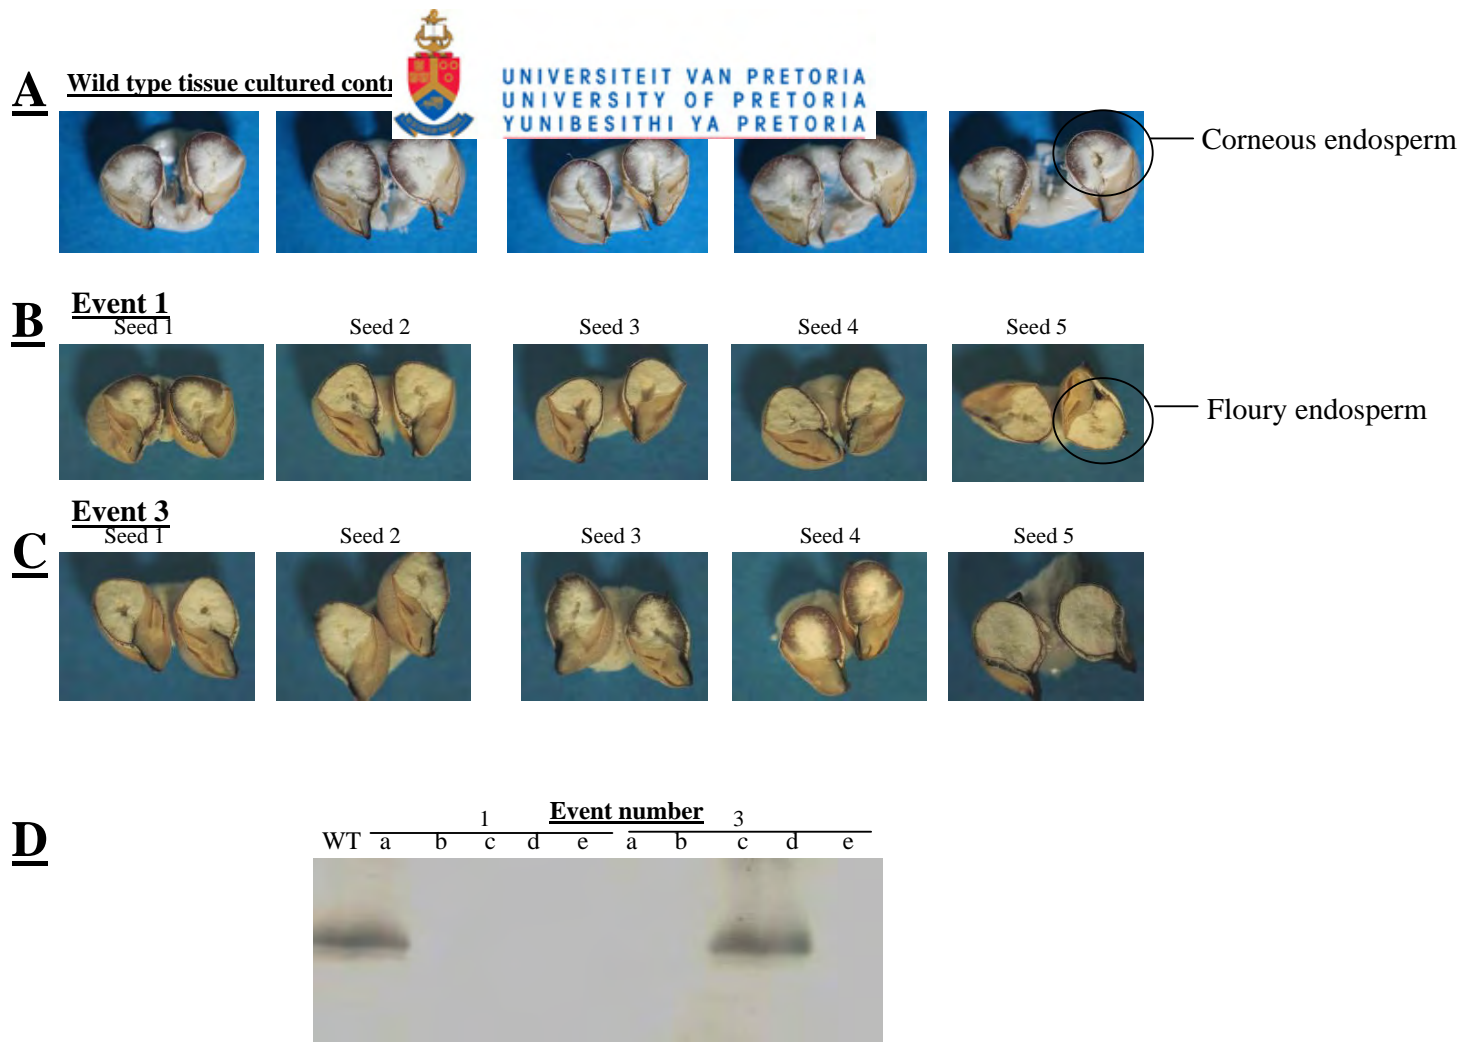 UNIVERSITEIT VAN PRETORIA
UNIVERSITY OF PRETORIA
YUNIBESITHI YA PRETORIA
A
Wild type tissue cultured
Corneous endosperm
B
Event 1
Seed 1 Seed 2 Seed 3 Seed 4 Seed 5
Floury endosperm
C
Event 3
Seed 1 Seed 2 Seed 3 Seed 4 Seed 5
D
Event number
1 3
WT a b c d e a b c d e